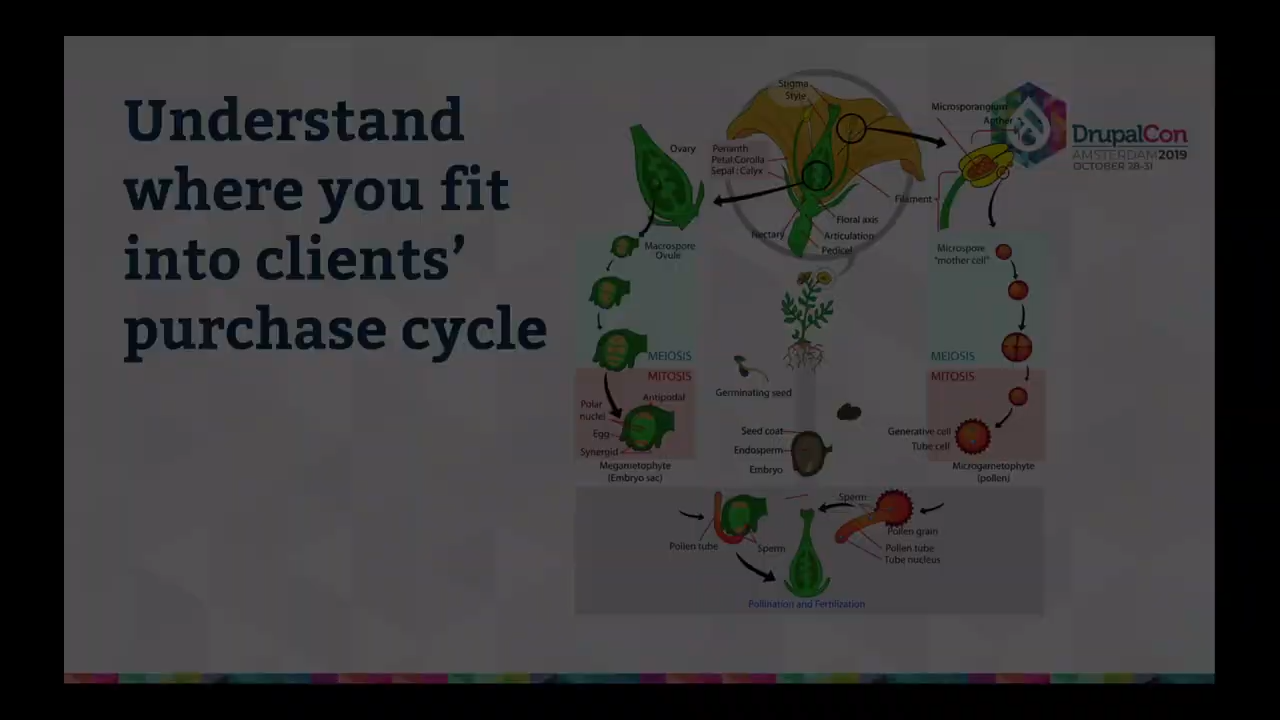 Understand
where you fit
into clients’
purchase cycle
DrupalCon
AMSTERDAM2019
OCTOBER 28-31
Stigma
Style
Microsporangium
Anther
Ovary
Perianth
Petal:Corolla
Sepal : Calyx
Filament
Floral axis
Nectary
Articulation
Pedicel
Macrospore
Ovule
Microspore
"mother cell"
MEIOSIS
MITOSIS
MEIOSIS
MITOSIS
Germinating seed
Polar
nuclei
Antipodal
Egg
Synergid
Seed coat
Endosperm
Embryo
Generative cell
Tube cell
Megametophyte
(Embryo sac)
Microgametophyte
(pollen)
Sperm
Pollen grain
Pollen tube
Sperm
Pollen tube
Tube nucleus
Pollination and Fertilization